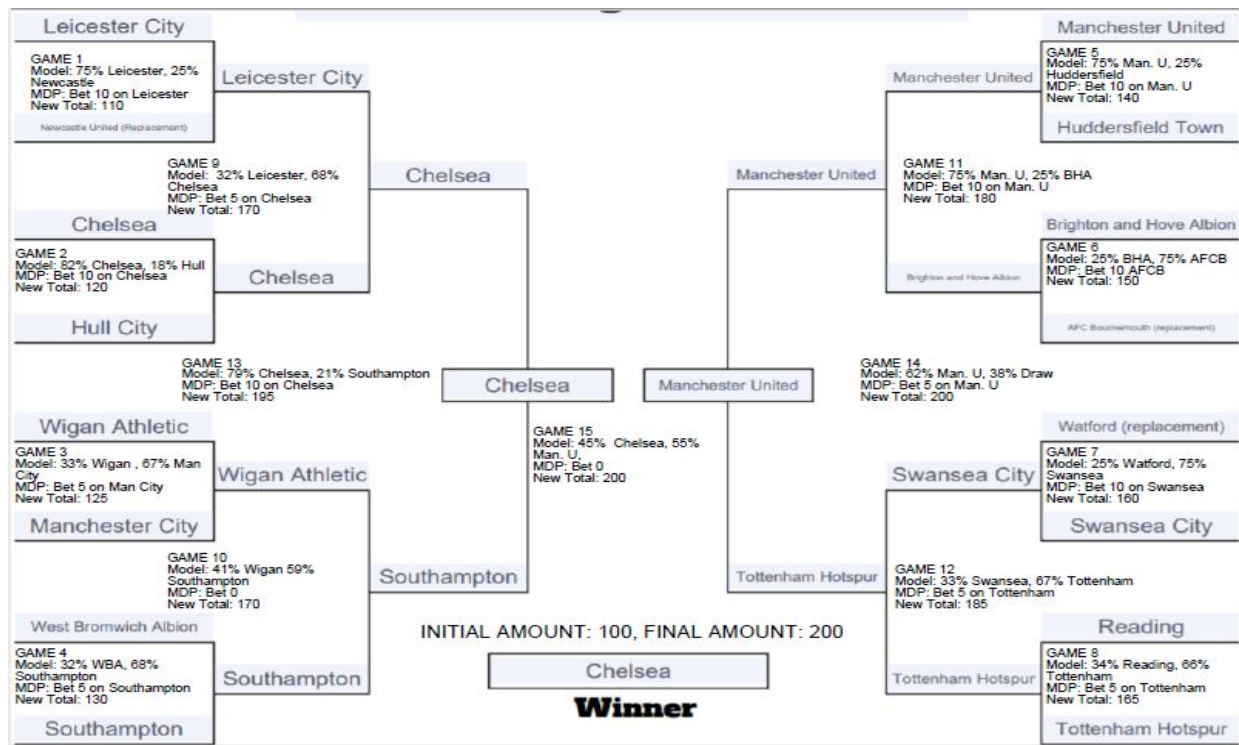 Leicester City
GAME 1
Model: 75% Leicester, 25%
Newcastle
MDP: Bet 10 on Leicester
New Total: 110
Newcastle United (Replacement)
Leicester City
GAME 9
Model: 32% Leicester, 68%
Chelsea
MDP: Bet 5 on Chelsea
New Total: 170
Chelsea
GAME 2
Model: 82% Chelsea, 18% Hull
MDP: Bet 10 on Chelsea
New Total: 120
Hull City
Chelsea
Chelsea
GAME 13
Model: 79% Chelsea, 21% Southampton
MDP: Bet 10 on Chelsea
New Total: 195
Chelsea
Wigan Athletic
GAME 3
Model: 33% Wigan , 67% Man
City
MDP: Bet 5 on Man City
New Total: 125
Manchester City
Wigan Athletic
GAME 10
Model: 41% Wigan 59%
Southampton
MDP: Bet 0
New Total: 170
Southampton
West Bromwich Albion
GAME 4
Model: 32% WBA, 68%
Southampton
MDP: Bet 5 on Southampton
New Total: 130
Southampton
Southampton
GAME 15
Model: 45% Chelsea, 55%
Man. U,
MDP: Bet 0
New Total: 200
INITIAL AMOUNT: 100, FINAL AMOUNT: 200
Chelsea
Winner
Manchester United
GAME 5
Model: 75% Man. U, 25%
Huddersfield
MDP: Bet 10 on Man. U
New Total: 140
Huddersfield Town
Manchester United
GAME 11
Model: 75% Man. U, 25% BHA
MDP: Bet 10 on Man. U
New Total: 180
Manchester United
Brighton and Hove Albion
GAME 6
Model: 25% BHA, 75% AFCB
MDP: Bet 10 AFCB
New Total: 150
AFC Bournemouth (replacement)
Brighton and Hove Albion
GAME 14
Model: 62% Man. U, 38% Draw
MDP: Bet 5 on Man. U
New Total: 200
Manchester United
Watford (replacement)
GAME 7
Model: 25% Watford, 75%
Swansea
MDP: Bet 10 on Swansea
New Total: 160
Swansea City
Swansea City
GAME 12
Model: 33% Swansea, 67% Tottenham
MDP: Bet 5 on Tottenham
New Total: 185
Tottenham Hotspur
Reading
GAME 8
Model: 34% Reading, 66%
Tottenham
MDP: Bet 5 on Tottenham
New Total: 165
Tottenham Hotspur
Tottenham Hotspur